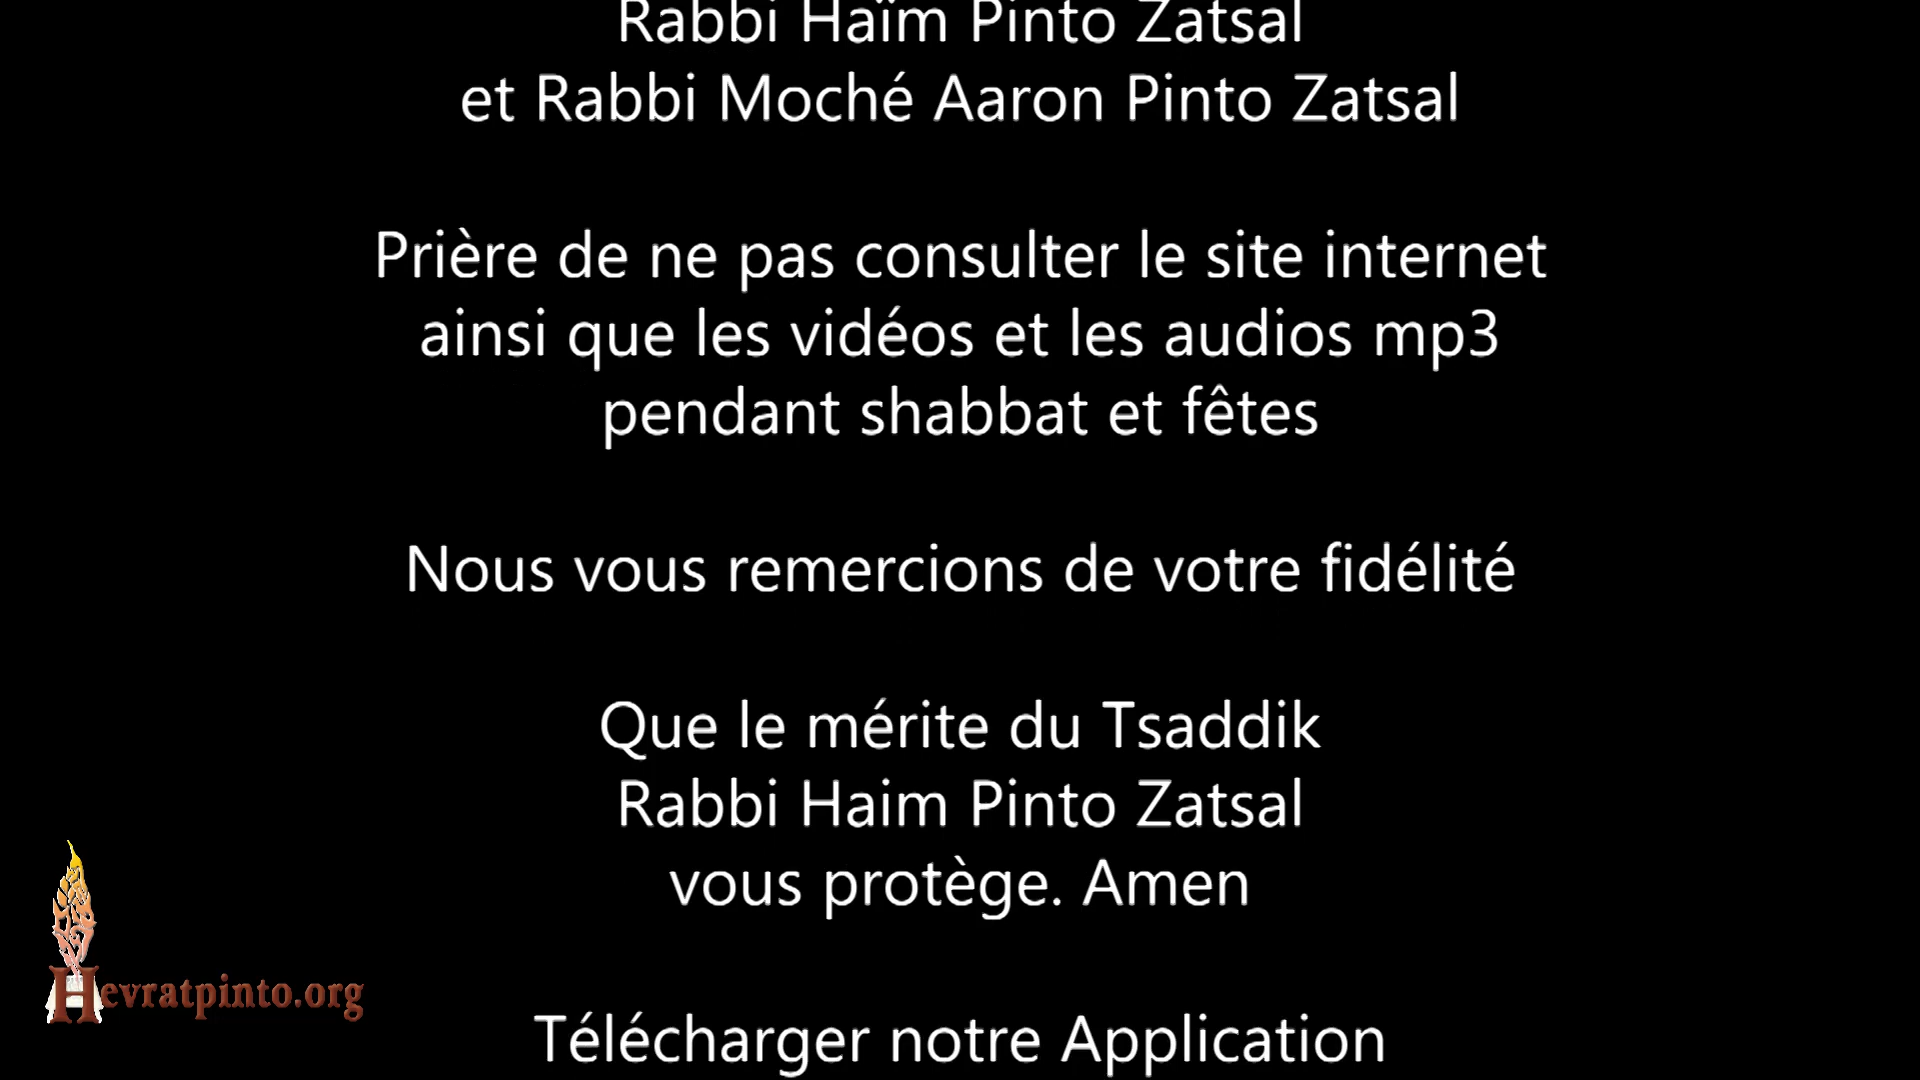 Rabbi Haïm Pinto Zatsal
et Rabbi Moché Aaron Pinto Zatsal
Prière de ne pas consulter le site internet
ainsi que les vidéos et les audios mp3
pendant shabbat et fêtes
Nous vous remercions de votre fidélité
Que le mérite du Tsaddik
Rabbi Haim Pinto Zatsal
vous protège. Amen
Hevratpinto.org
Télécharger notre Application